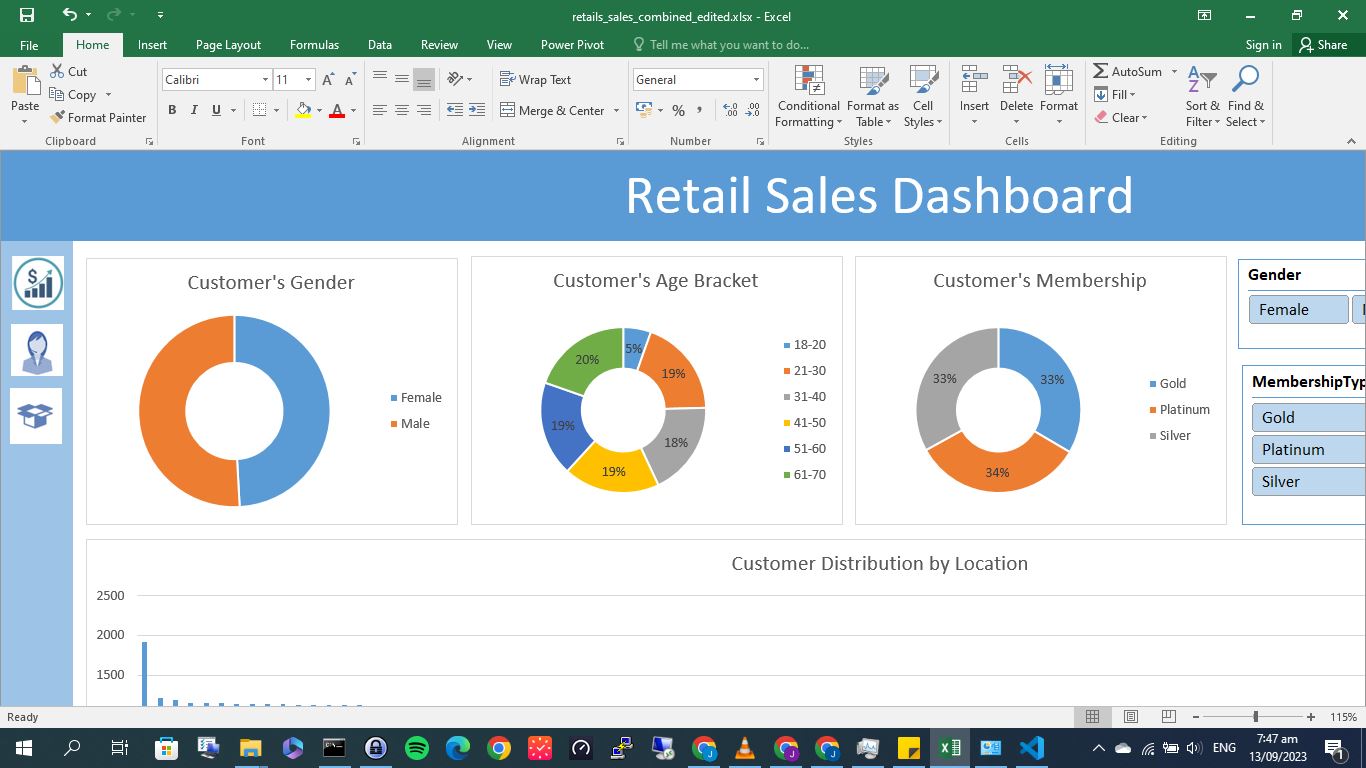 retails_sales_combined_edited.xlsx - Excel
File Home Insert Page Layout Formulas Data Review View Power Pivot Tell me what you want to do... Sign in Share
Paste
Cut
Copy
Format Painter
Clipboard
Calibri 11
B I U
Font
Wrap Text
Merge & Center
Alignment
General
%
Number
Conditional
Formatting
Format as
Table
Cell
Styles
Styles
Insert
Delete
Format
Cells
AutoSum
Fill
Clear
Sort &
Filter
Find &
Select
Editing
Retail Sales Dashboard
Customer's Gender
Female
Male
Customer's Age Bracket
5%
19%
18%
19%
19%
20%
18-20
21-30
31-40
41-50
51-60
61-70
Customer's Membership
33%
34%
33%
Gold
Platinum
Silver
Gender
Female
MembershipTyp
Gold
Platinum
Silver
Customer Distribution by Location
2500
2000
1500
Ready
115%
ENG
7:47 am
13/09/2023
1